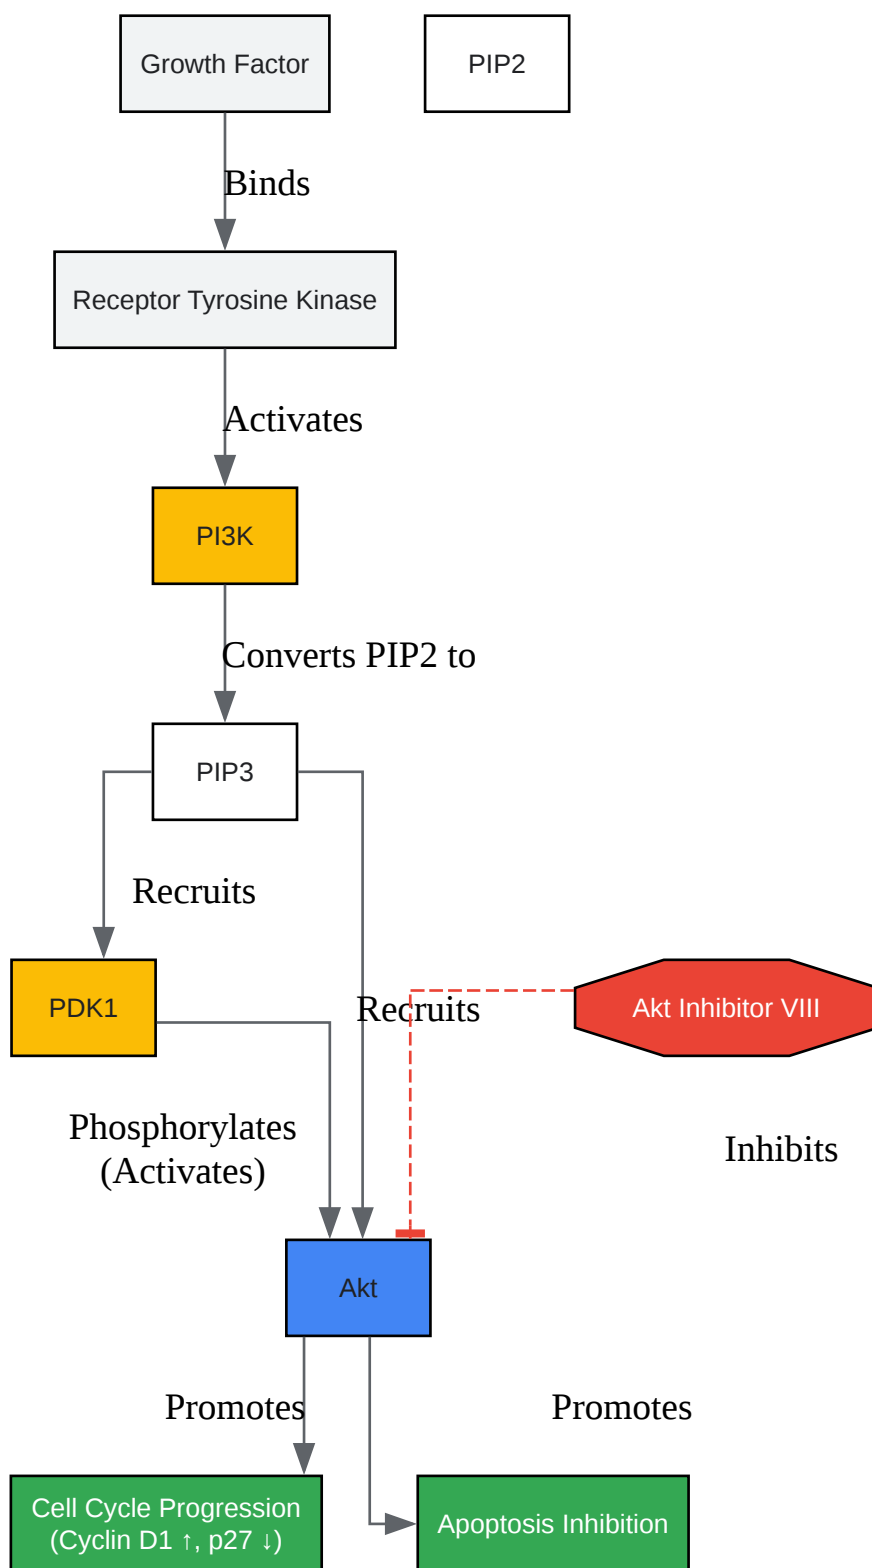 Growth Factor
PIP2
Binds
Receptor Tyrosine Kinase
Activates
PI3K
Converts PIP2 to
PIP3
Recruits
PDK1
Recruits
Akt Inhibitor VIII
Phosphorylates
(Activates)
Inhibits
Akt
Promotes
Promotes
Cell Cycle Progression
(Cyclin D1 ↑, p27 ↓)
Apoptosis Inhibition